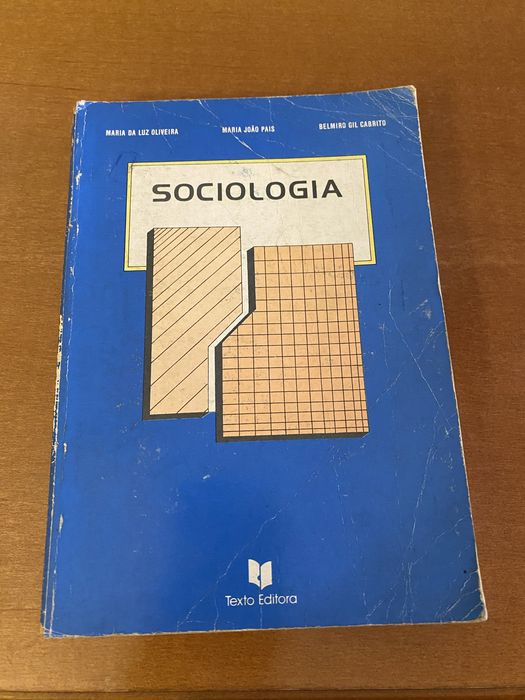 MARIA DA LUZ OLIVEIRA MARIA JOÃO PAIS BELMIRO GIL CABRITO
SOCIOLOGIA
Texto Editora